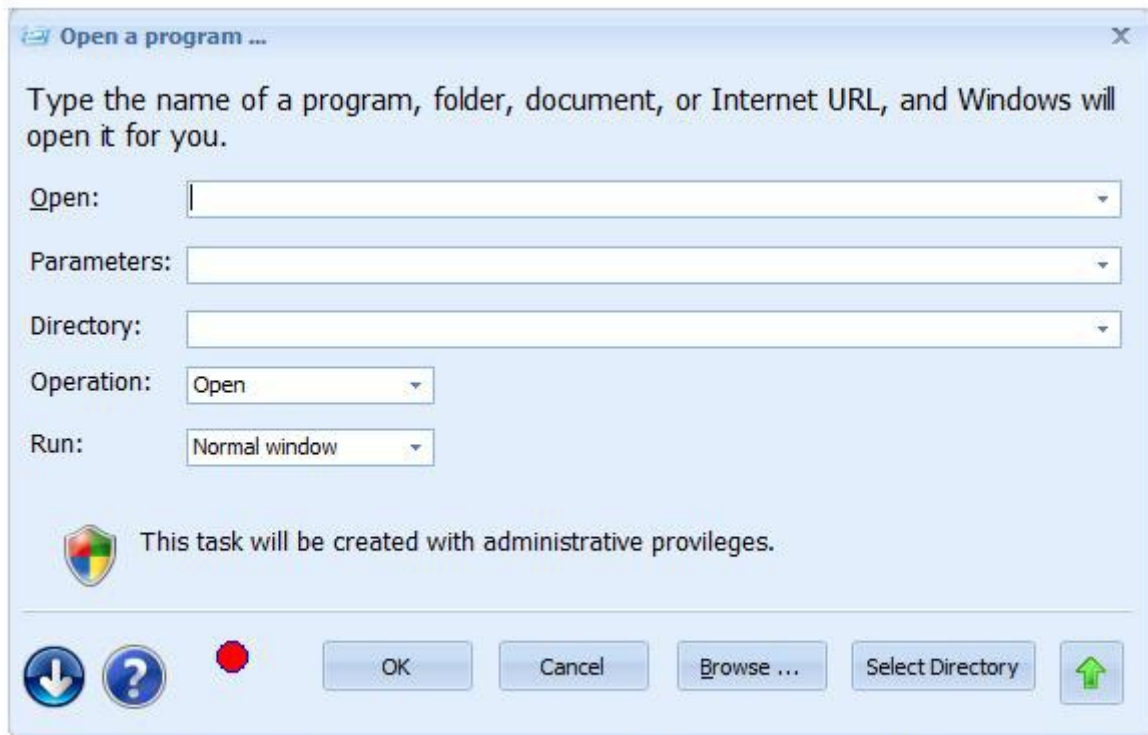 Open a program ...
Type the name of a program, folder, document, or Internet URL, and Windows will
open it for you.
Open:
Parameters:
Directory:
Operation: Open
Run: Normal window
This task will be created with administrative provileges.
OK Cancel Browse ... Select Directory